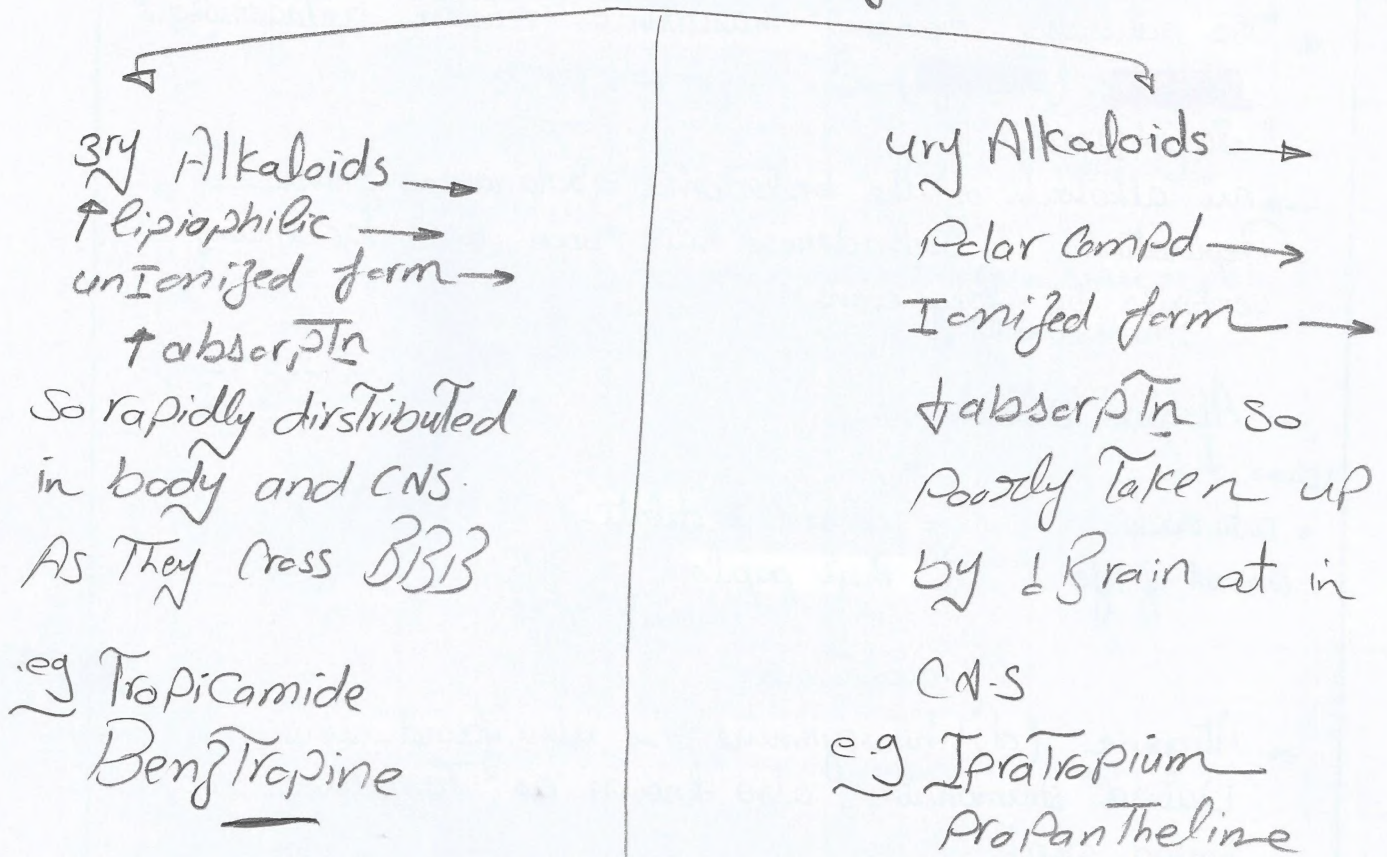 3ry Alkaloids →
↑ lipiophilic →
unIonized form →
↑ absorpTn
So rapidly dirsTribuTed
in body and CNS.
As They Cross BBB
.eg TropiCamide
BenzTropine
4ry Alkaloids →
Polar Compd →
Ionized form →
↓ absorpTn so
Poorly Taken up
by Brain at in
CNS
e.g IpraTropium
ProPanTheline